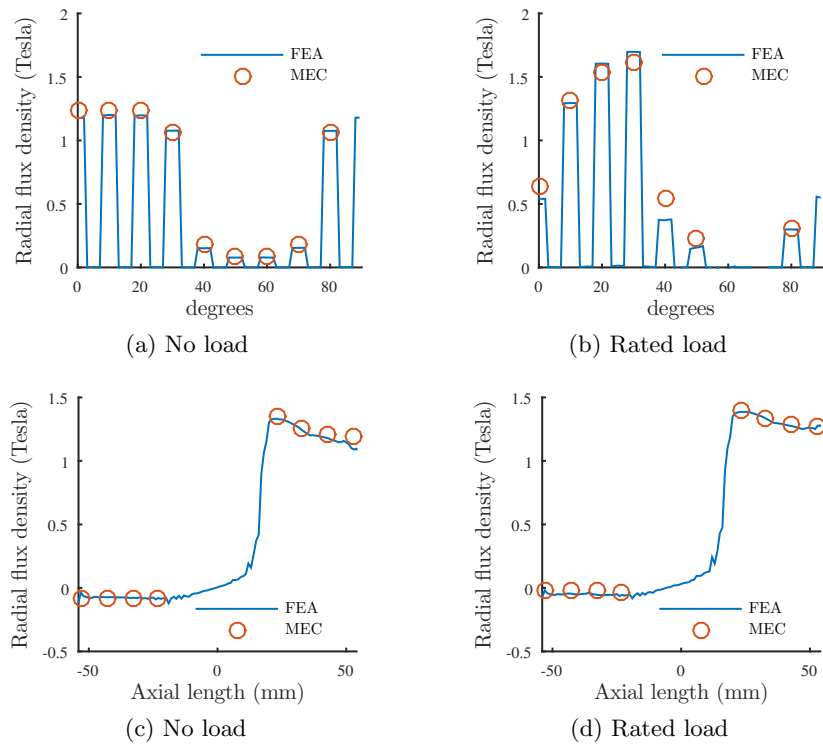 2
1.5
1
0.5
0
Radial flux density (Tesla)
FEA
MEC
0 20 40 60 80
degrees
(a) No load
2
1.5
1
0.5
0
Radial flux density (Tesla)
FEA
MEC
0 20 40 60 80
degrees
(b) Rated load
1.5
1
0.5
0
-0.5
Radial flux density (Tesla)
FEA
MEC
-50 0 50
Axial length (mm)
(c) No load
1.5
1
0.5
0
-0.5
Radial flux density (Tesla)
FEA
MEC
-50 0 50
Axial length (mm)
(d) Rated load